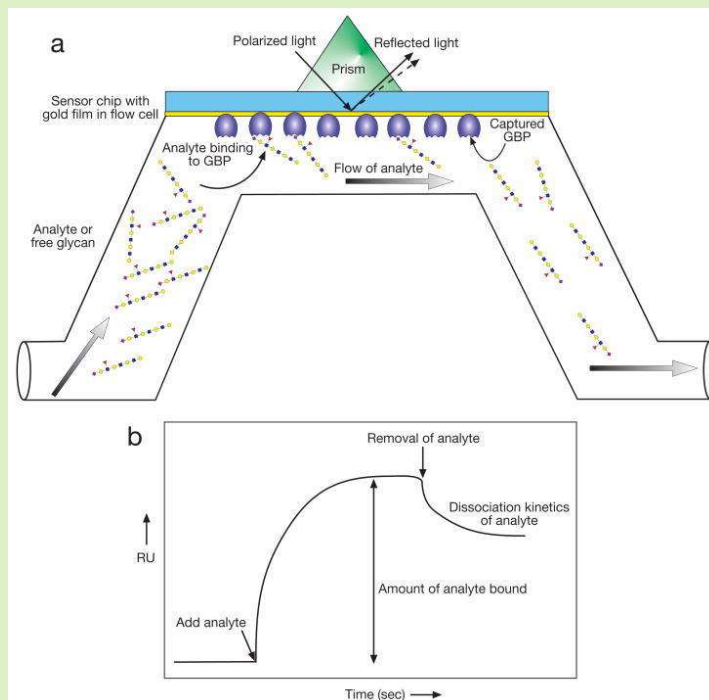 a
Polarized light
Reflected light
Prism
Sensor chip with
gold film in flow cell
Analyte binding
to GBP
Captured
GBP
Flow of analyte
Analyte or
free glycan
b
Removal of analyte
Dissociation kinetics
of analyte
RU
Amount of analyte bound
Add analyte
Time (sec)